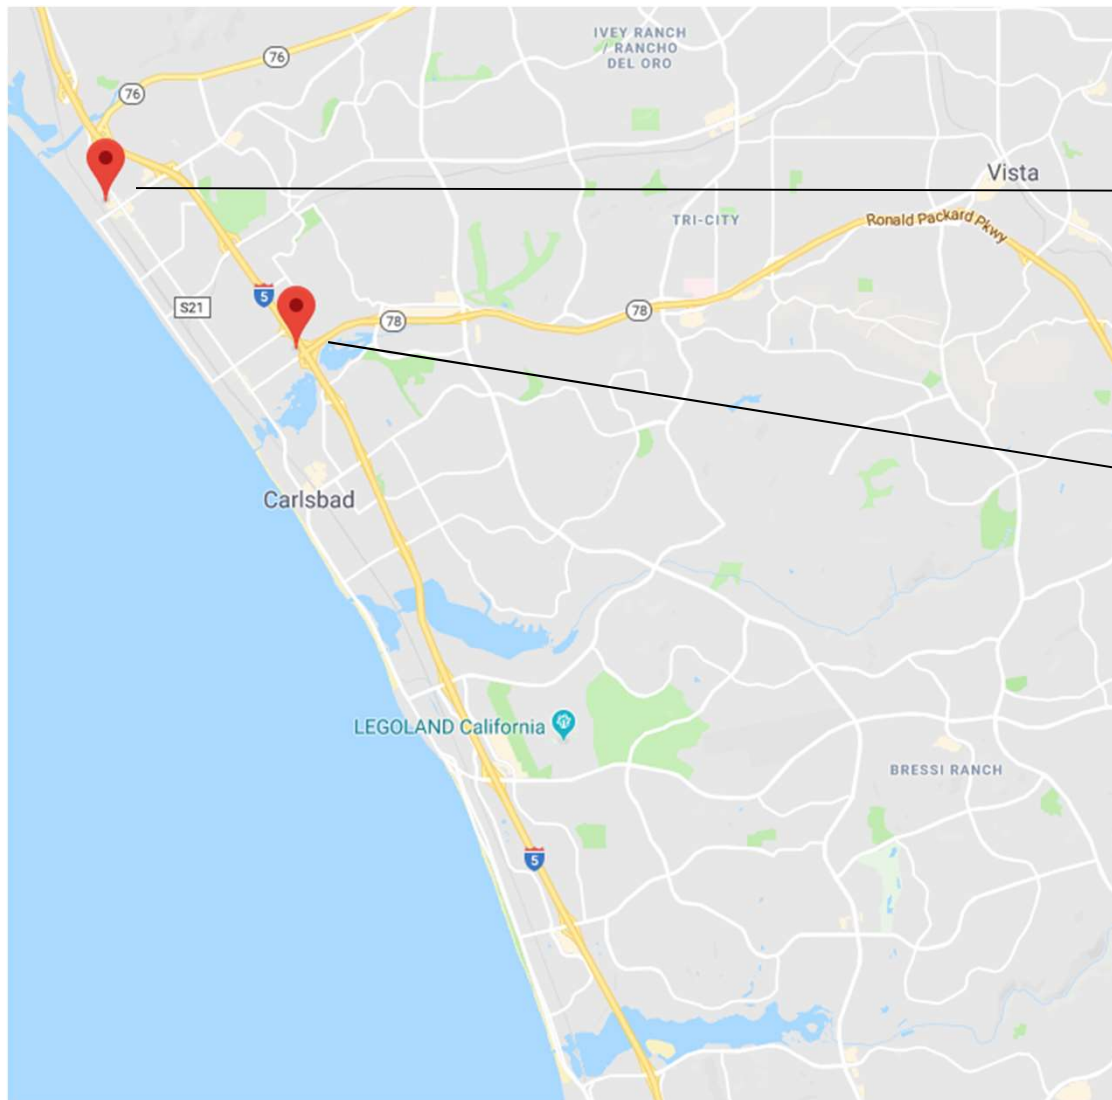 IVEY RANCH
/ RANCHO
DEL ORO
76
76
Vista
TRI-CITY
Ronald Packard Pkwy
5
S21
78
78
Carlsbad
LEGOLAND California
BRESSI RANCH
5